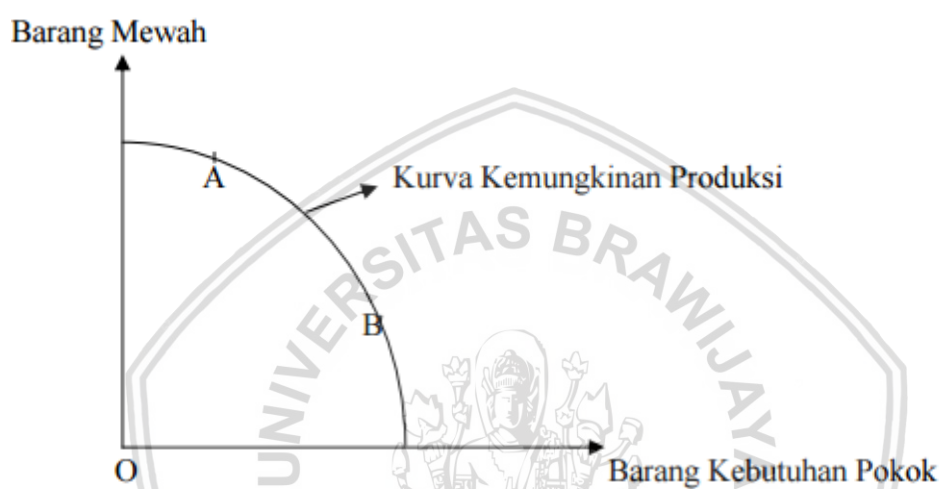 Barang Mewah
A
Kurva Kemungkinan Produksi
UNIVERSITAS BRAWIJAYA
B
O
Barang Kebutuhan Pokok